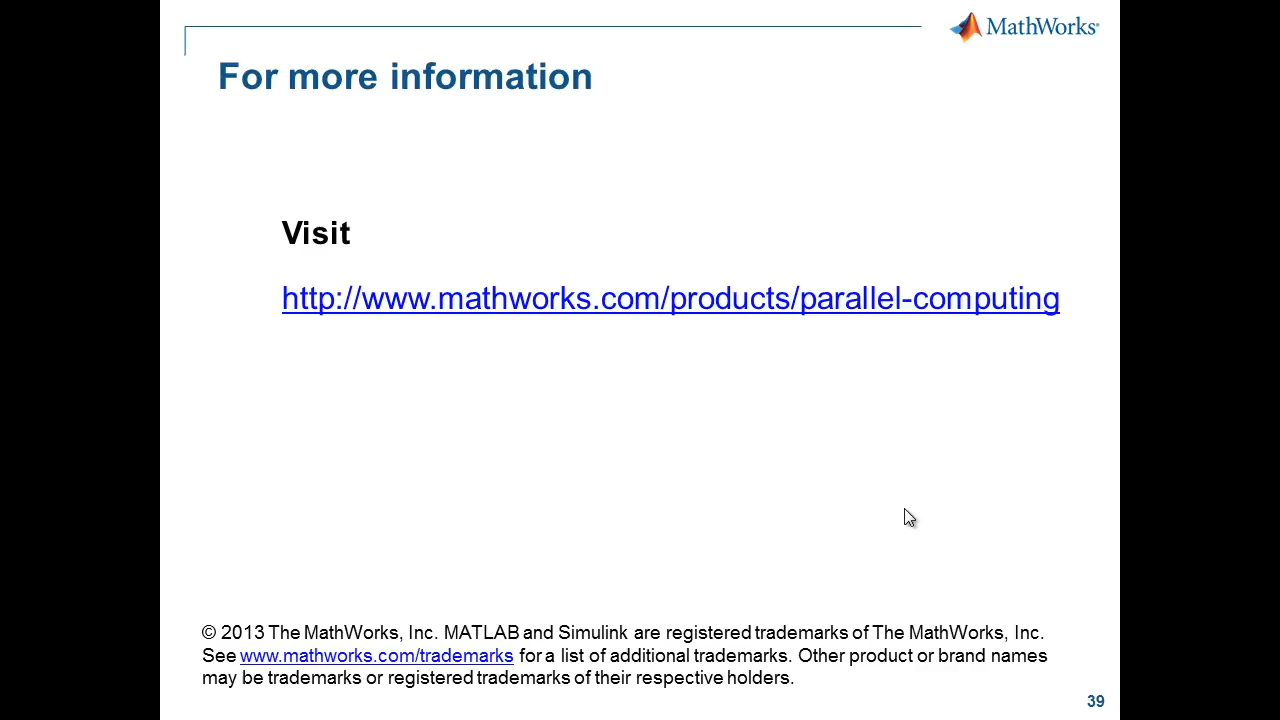 MathWorks®
For more information
Visit
http://www.mathworks.com/products/parallel-computing
© 2013 The MathWorks, Inc. MATLAB and Simulink are registered trademarks of The MathWorks, Inc.
See www.mathworks.com/trademarks for a list of additional trademarks. Other product or brand names
may be trademarks or registered trademarks of their respective holders.
39